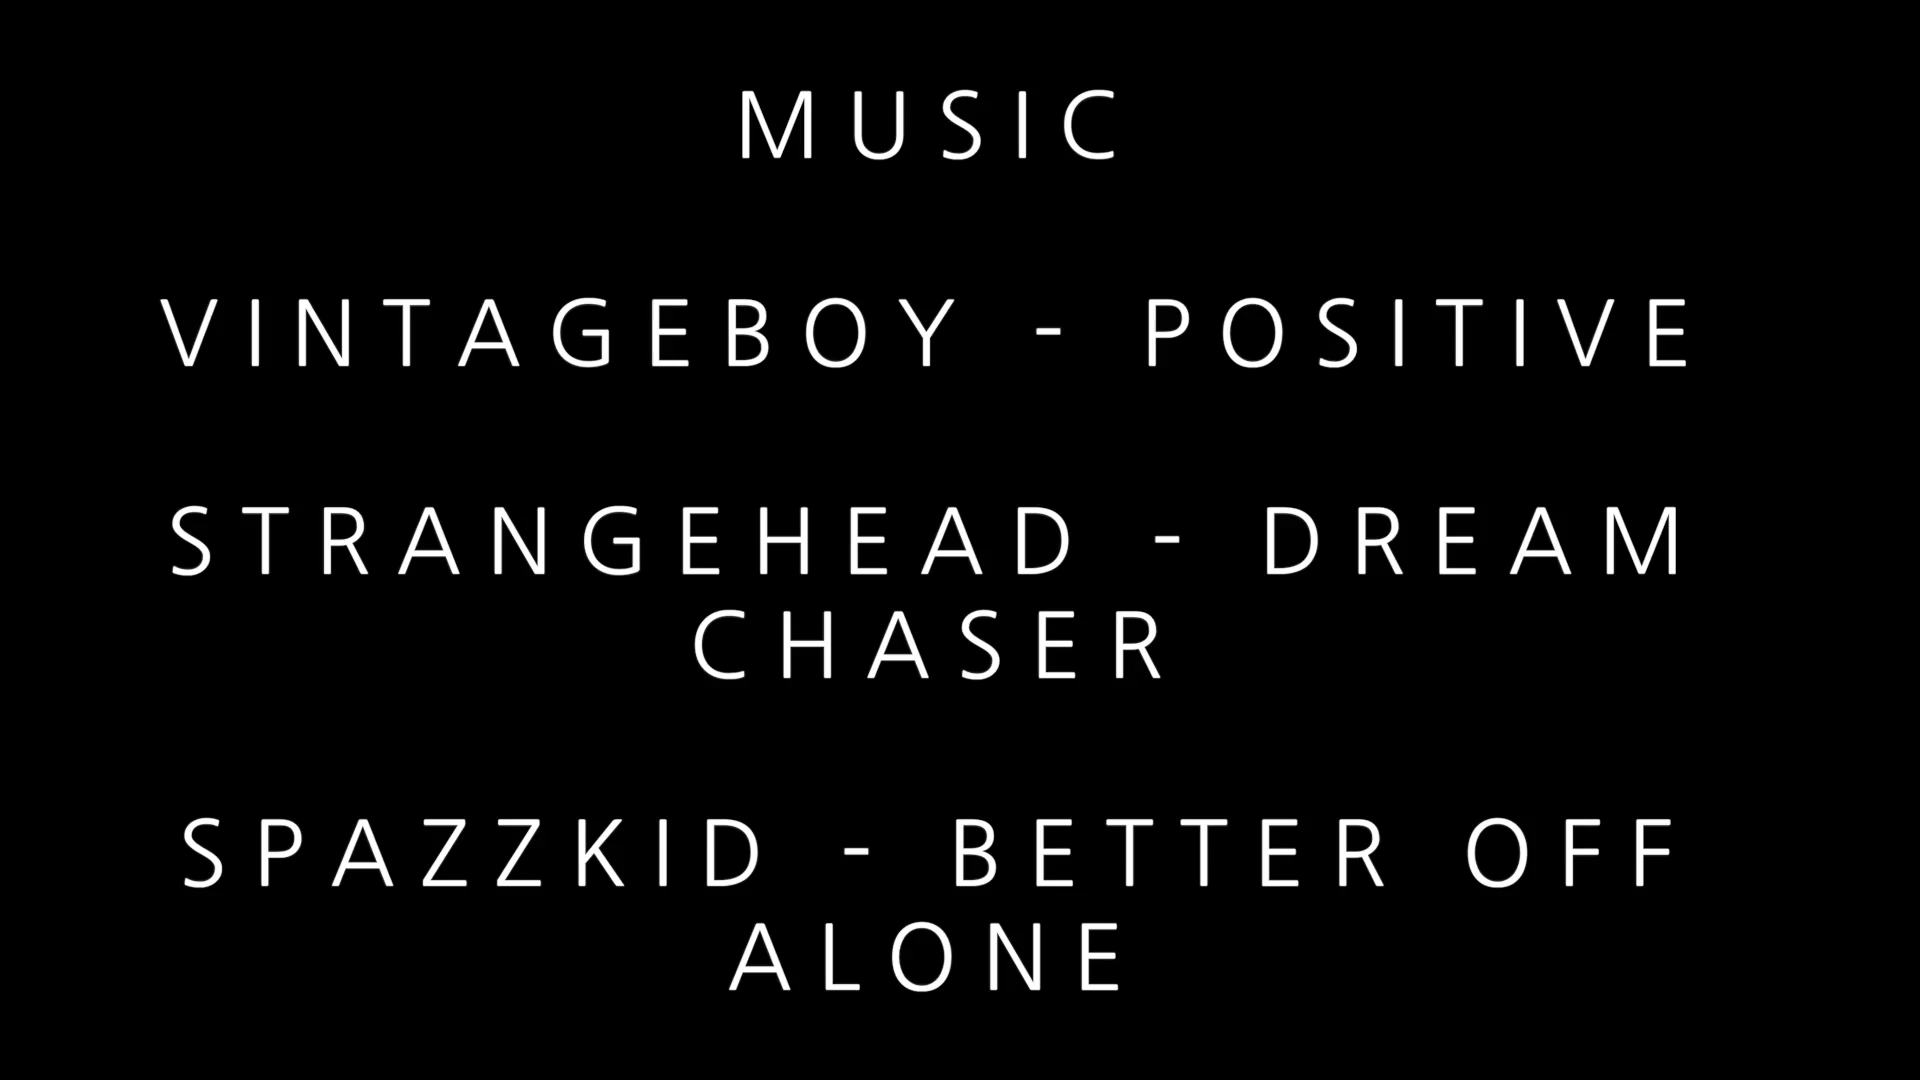 MUSIC
VINTAGEBOY - POSITIVE
STRANGEHEAD - DREAM
CHASER
SPAZZKID - BETTER OFF
ALONE